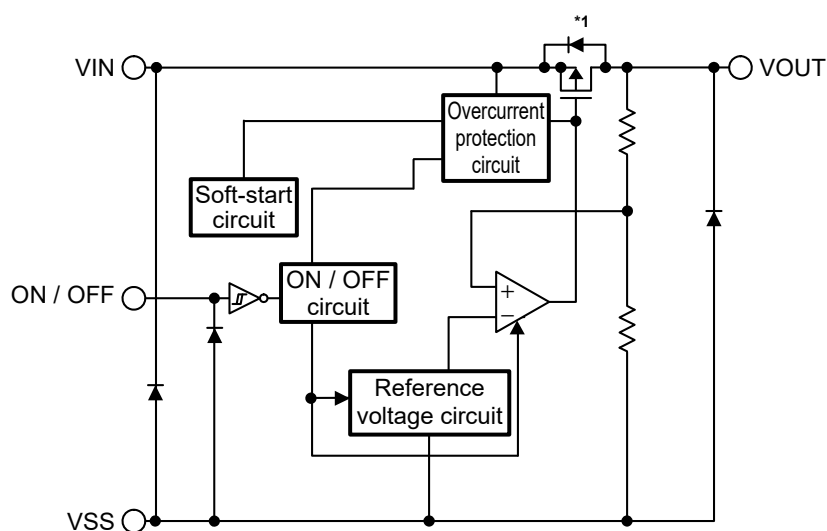 *1
VIN
VOUT
Overcurrent
protection
circuit
Soft-start
circuit
ON / OFF
ON / OFF
circuit
+
−
Reference
voltage circuit
VSS